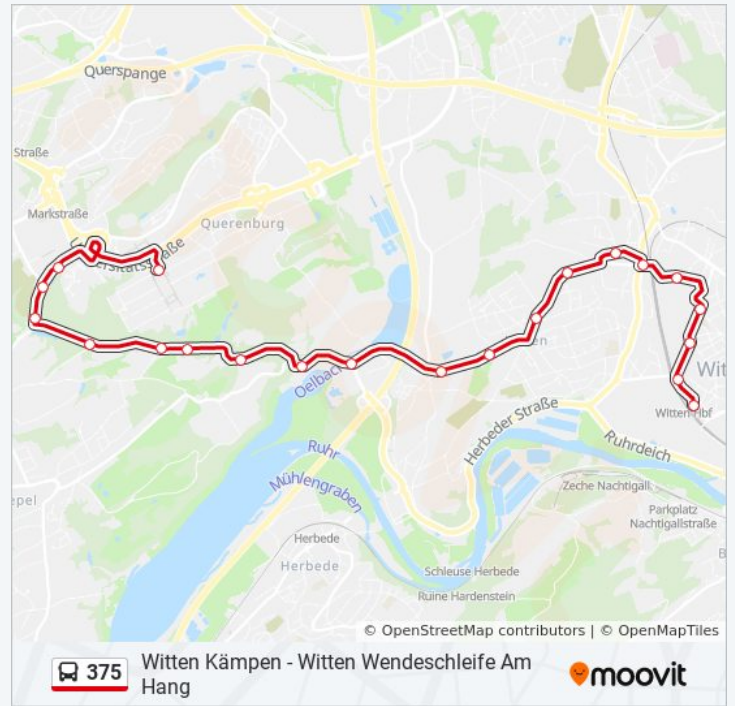 Querspange
Straße
Markstraße
Querenburg
Oelbach
Herbeder Straße
Witten Hbf
Ruhrdeich
Ruhr
Mühlengraben
Zeche Nachtigall
Parkplatz
Nachtigallstraße
Herbede
Herbede
Schleuse Herbede
Ruine Hardenstein
© OpenStreetMap contributors | © OpenMapTiles
375
Witten Kämpen - Witten Wendeschleife Am
Hang
moovit